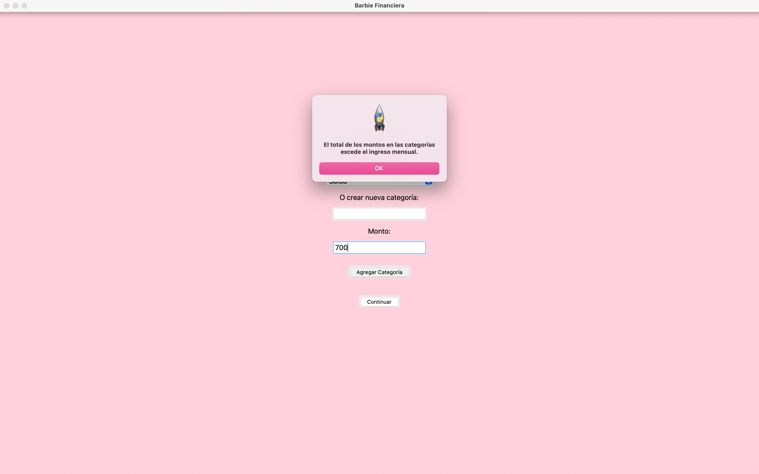 Barbie Financiera
El total de los montos en las categorías
excede el ingreso mensual.
OK
O crear nueva categoría:
Monto:
700
Agregar Categoría
Continuar